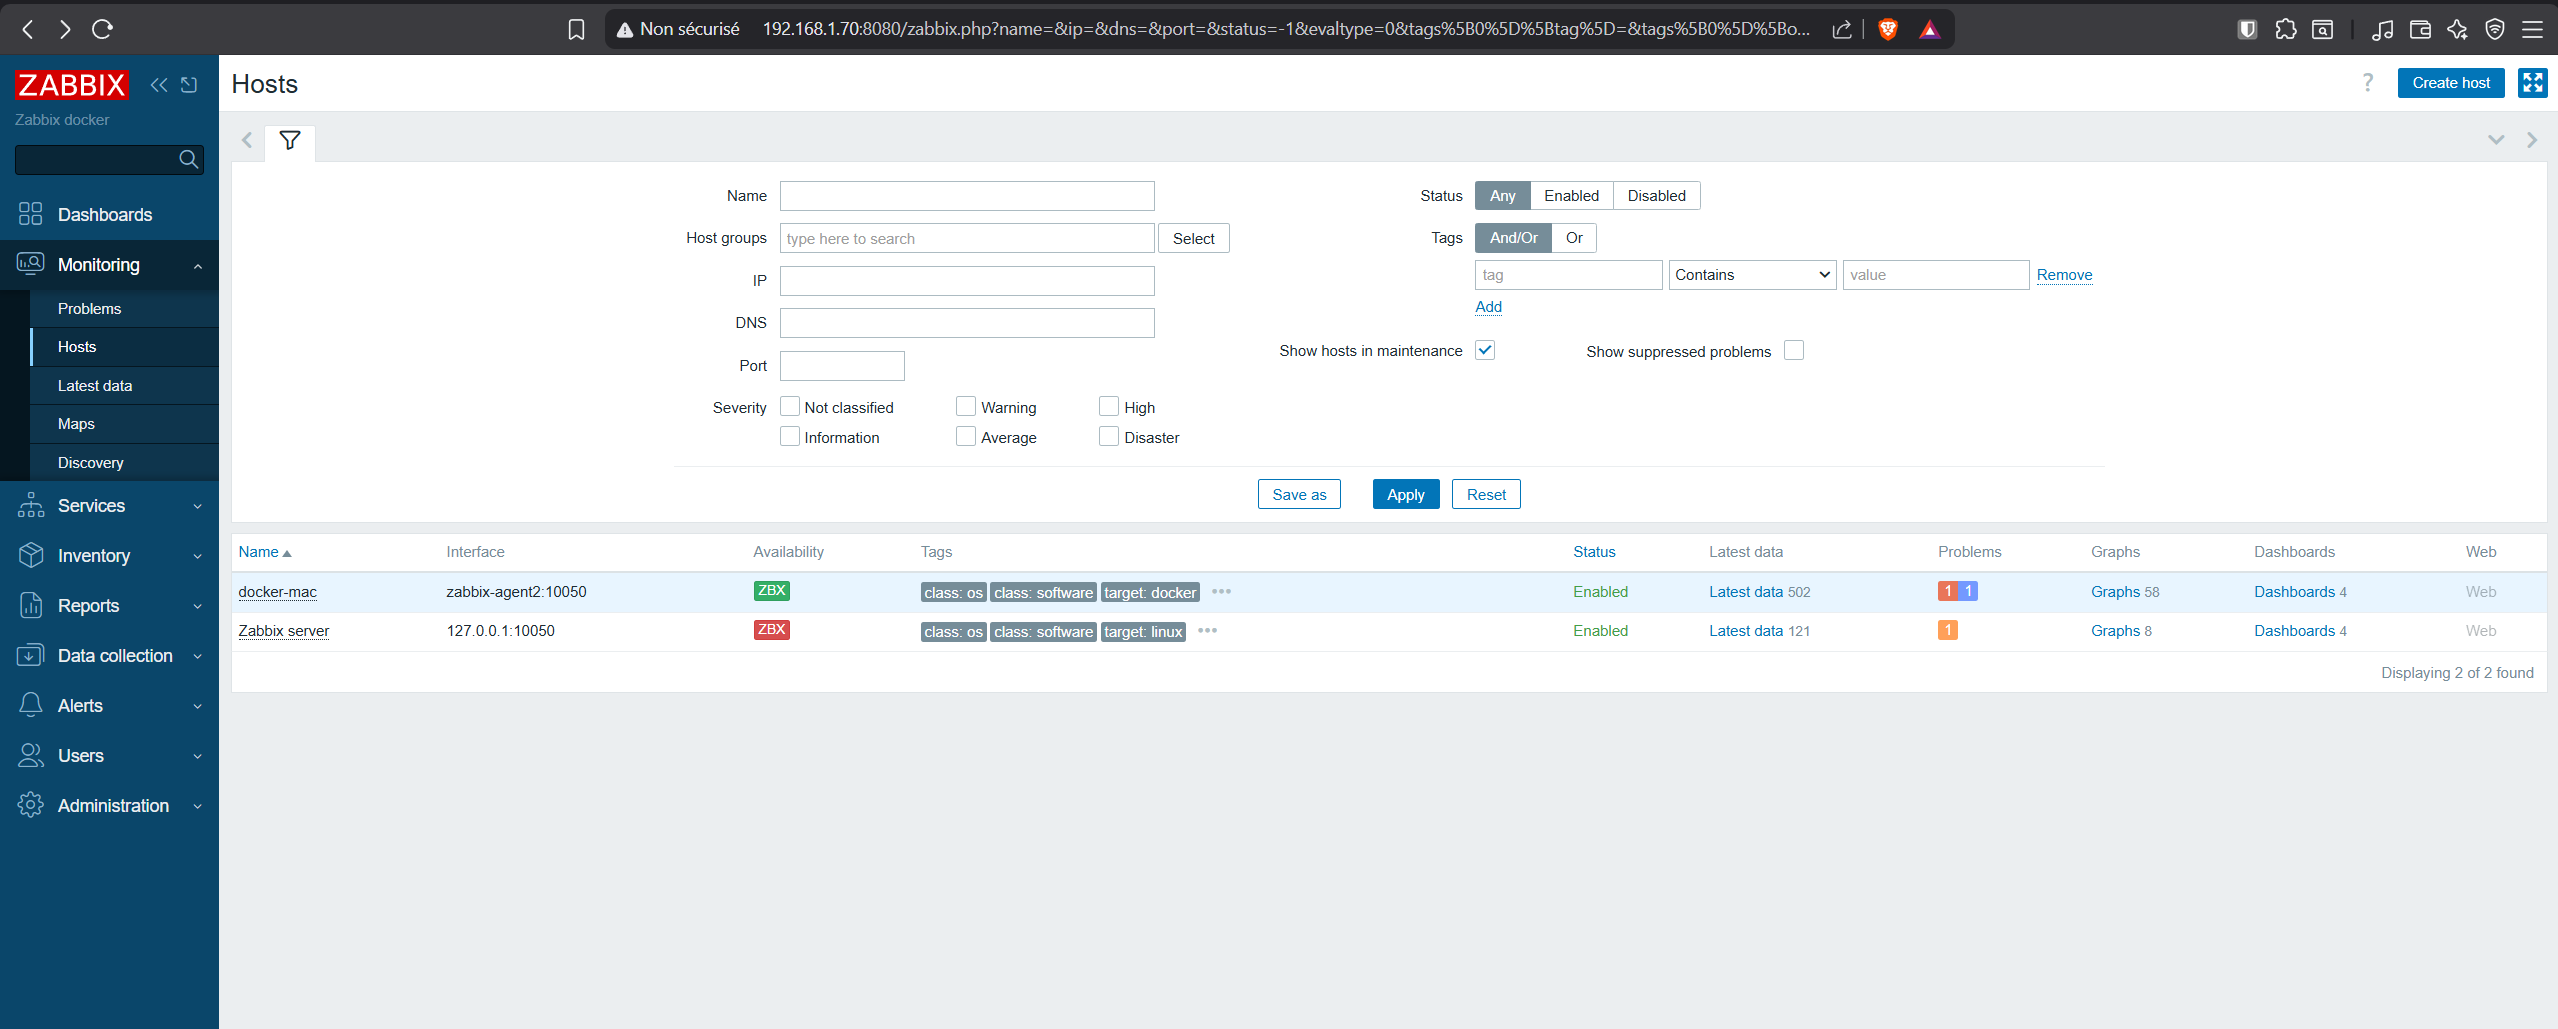 Non sécurisé 192.168.1.70:8080/zabbix.php?name=&ip=&dns=&port=&status=-1&evaltype=0&tags%5B0%5D%5Btag%5D=&tags%5B0%5D%5Bo...
ZABBIX
Zabbix docker
Dashboards
Monitoring
Problems
Hosts
Latest data
Maps
Discovery
Services
Inventory
Reports
Data collection
Alerts
Users
Administration
Hosts
? Create host
Name
Host groups type here to search Select
IP
DNS
Port
Severity Not classified Warning High
Information Average Disaster
Status Any Enabled Disabled
Tags And/Or Or
tag Contains value Remove
Add
Show hosts in maintenance Show suppressed problems
Save as Apply Reset
Name Interface Availability Tags Status Latest data Problems Graphs Dashboards Web
docker-mac zabbix-agent2:10050 ZBX class: os class: software target: docker ••• Enabled Latest data 502 1 1 Graphs 58 Dashboards 4 Web
Zabbix server 127.0.0.1:10050 ZBX class: os class: software target: linux ••• Enabled Latest data 121 1 Graphs 8 Dashboards 4 Web
Displaying 2 of 2 found